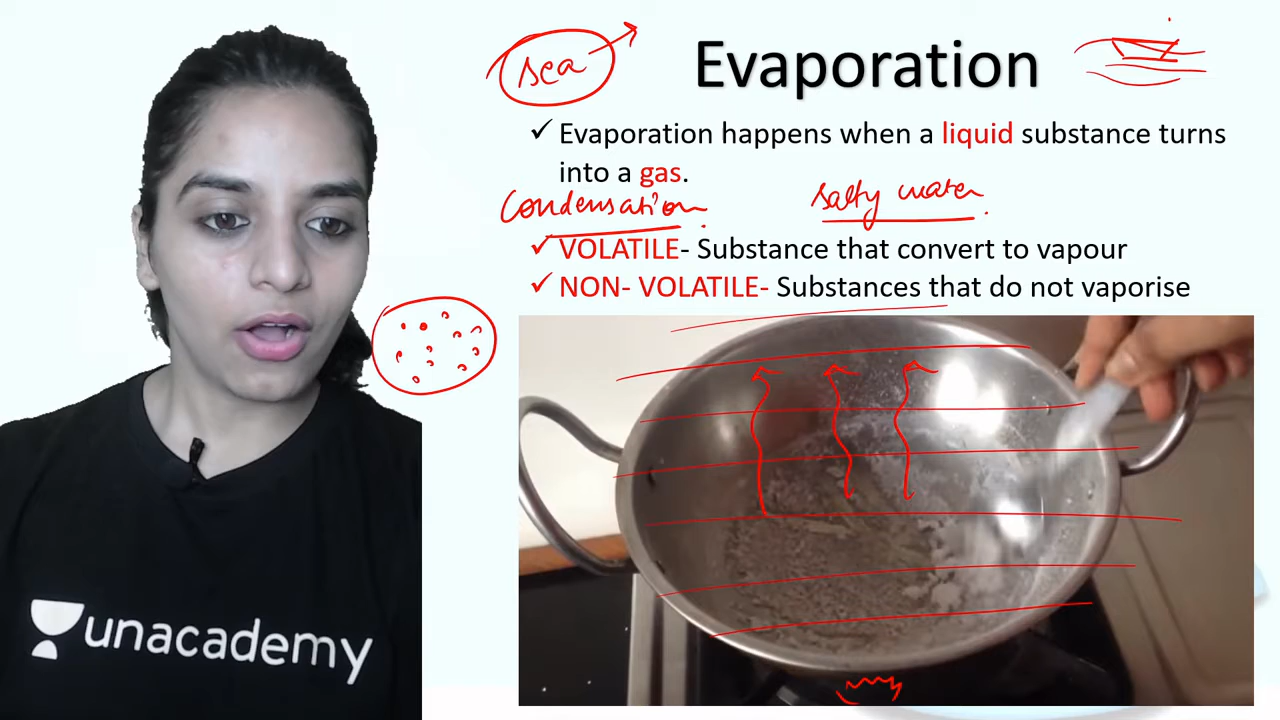 sea
Evaporation
✓ Evaporation happens when a liquid substance turns
into a gas.
Condensation.
salty water.
✓ VOLATILE- Substance that convert to vapour
✓ NON- VOLATILE- Substances that do not vaporise
unacademy